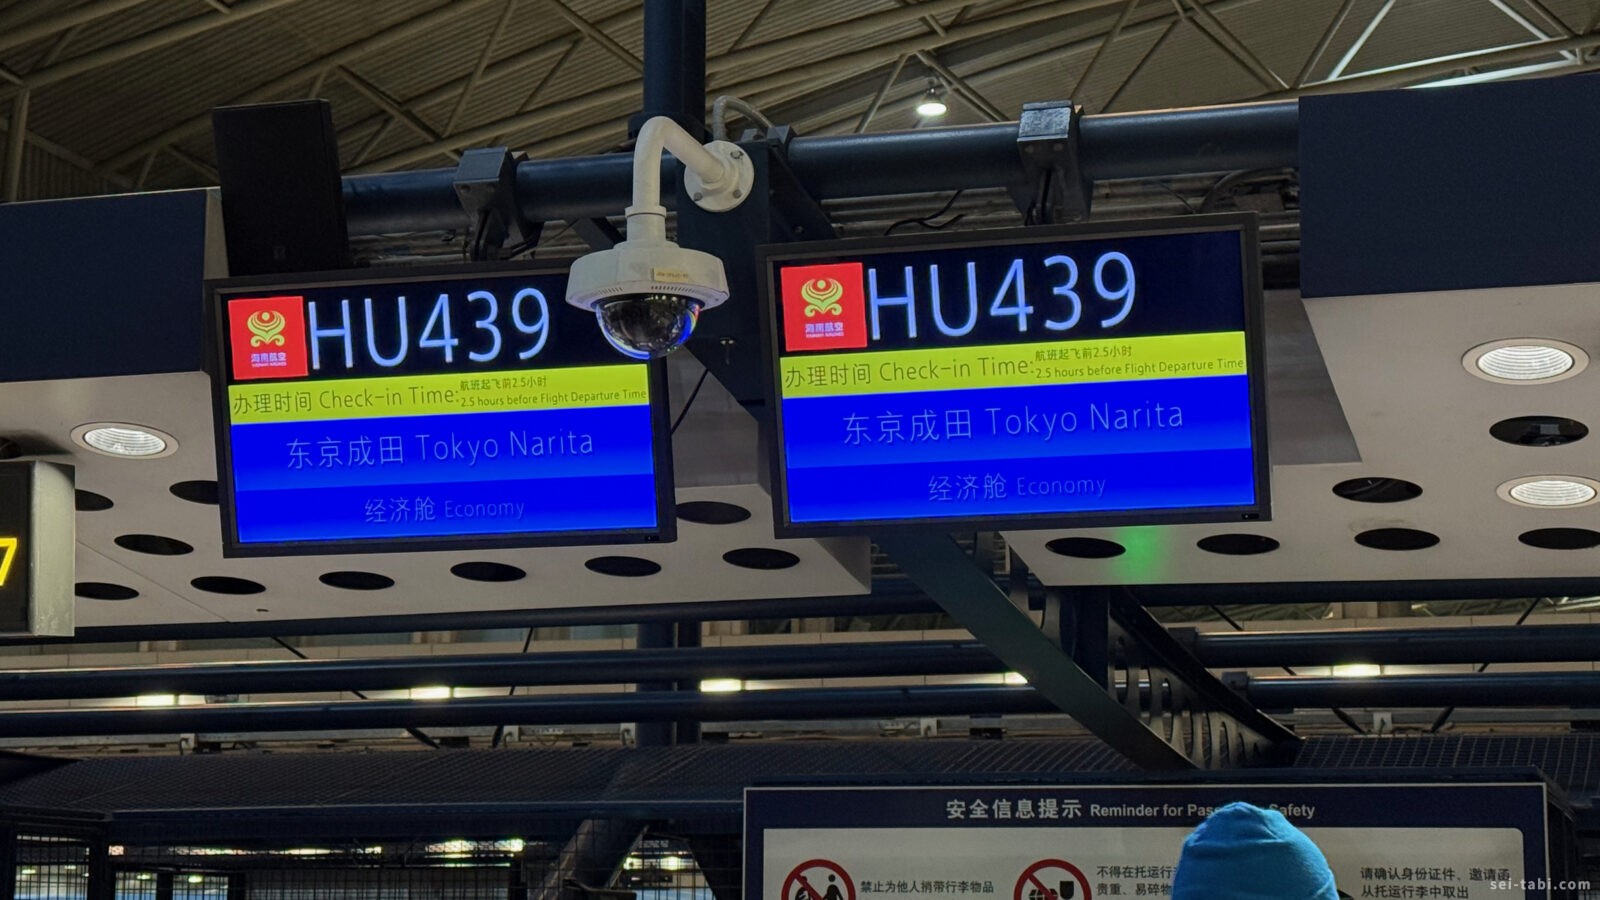 HU439
海南航空
HAINAN AIRLINES
办理时间 Check-in Time:
航班起飞前2.5小时
2.5 hours before Flight Departure Time
东京成田 Tokyo Narita
经济舱 Economy
HU439
海南航空
HAINAN AIRLINES
办理时间 Check-in Time:
航班起飞前2.5小时
2.5 hours before Flight Departure Time
东京成田 Tokyo Narita
经济舱 Economy
7
安全信息提示 Reminder for
禁止为他人捎带行李物品
不得在托运行
贵重、易碎物
请确认身份证件、邀请函
从托运行李中取出
sei-tabi.com